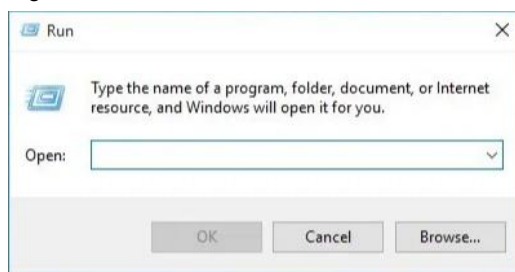 Run
Type the name of a program, folder, document, or Internet
resource, and Windows will open it for you.
Open:
OK Cancel Browse...